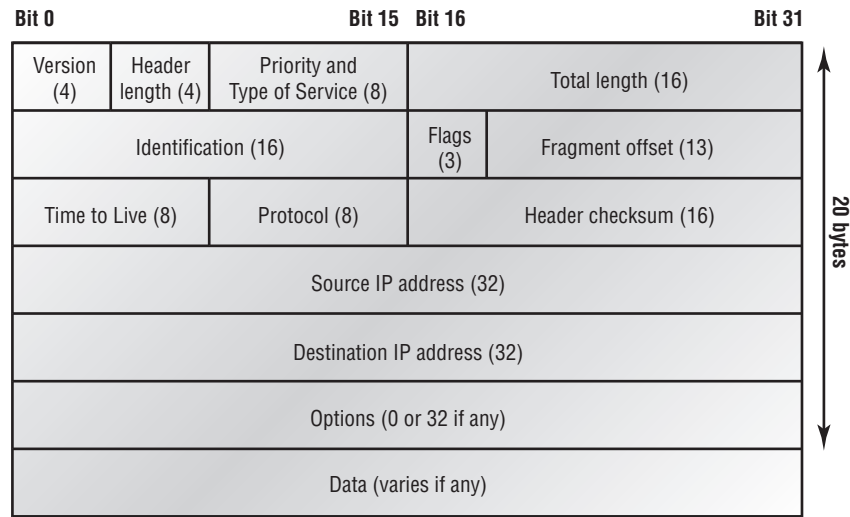 Bit 0 Bit 15 Bit 16 Bit 31
Version
(4)
Header
length (4)
Priority and
Type of Service (8)
Total length (16)
Identification (16)
Flags
(3)
Fragment offset (13)
Time to Live (8)
Protocol (8)
Header checksum (16)
Source IP address (32)
Destination IP address (32)
Options (0 or 32 if any)
Data (varies if any)
20 bytes